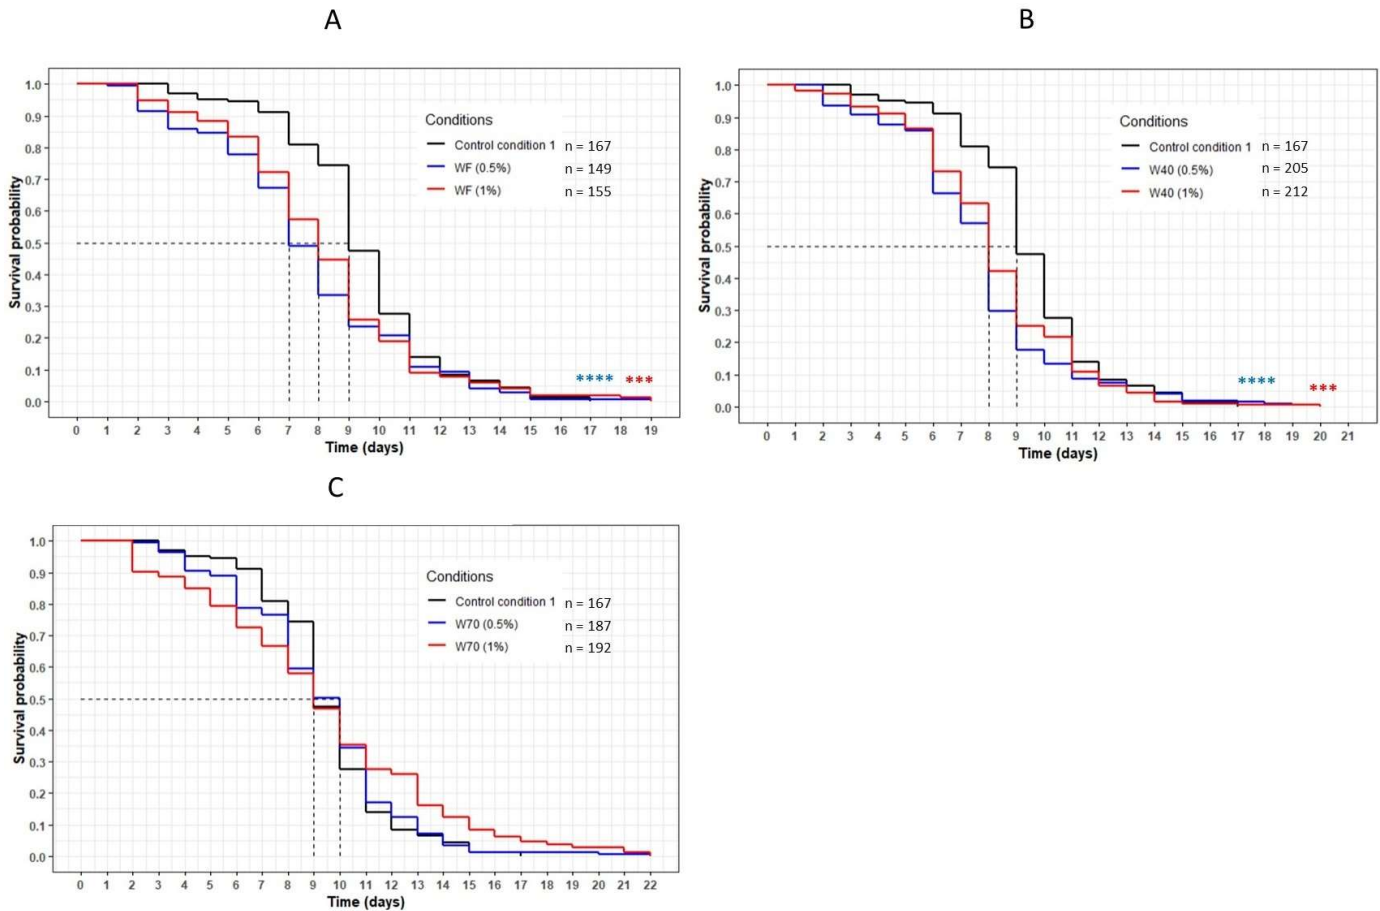 A
Survival probability
1.0
0.9
0.8
0.7
0.6
0.5
0.4
0.3
0.2
0.1
0.0
Conditions
Control condition 1 n = 167
WF (0.5%) n = 149
WF (1%) n = 155
**** ***
0 1 2 3 4 5 6 7 8 9 10 11 12 13 14 15 16 17 18 19
Time (days)
B
Survival probability
1.0
0.9
0.8
0.7
0.6
0.5
0.4
0.3
0.2
0.1
0.0
Conditions
Control condition 1 n = 167
W40 (0.5%) n = 205
W40 (1%) n = 212
**** ***
0 1 2 3 4 5 6 7 8 9 10 11 12 13 14 15 16 17 18 19 20 21
Time (days)
C
Survival probability
1.0
0.9
0.8
0.7
0.6
0.5
0.4
0.3
0.2
0.1
0.0
Conditions
Control condition 1 n = 167
W70 (0.5%) n = 187
W70 (1%) n = 192
0 1 2 3 4 5 6 7 8 9 10 11 12 13 14 15 16 17 18 19 20 21 22
Time (days)